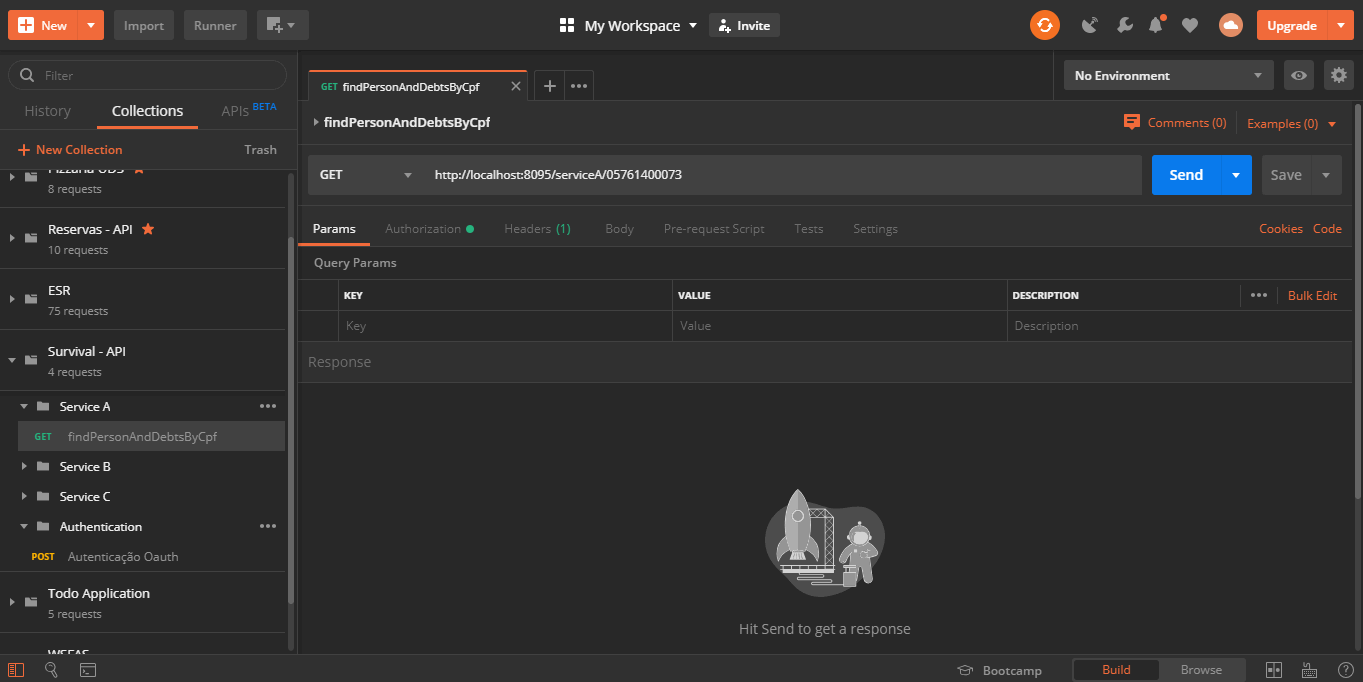 New
Import
Runner
My Workspace
Invite
Upgrade
Filter
History
Collections
APIs BETA
New Collection
Trash
Pizzaria UDS
8 requests
Reservas - API
10 requests
ESR
75 requests
Survival - API
4 requests
Service A
GET findPersonAndDebtsByCpf
Service B
Service C
Authentication
POST Autenticação Oauth
Todo Application
5 requests
GET findPersonAndDebtsByCpf
No Environment
findPersonAndDebtsByCpf
Comments (0)
Examples (0)
GET
http://localhost:8095/serviceA/05761400073
Send
Save
Params
Authorization
Headers (1)
Body
Pre-request Script
Tests
Settings
Cookies
Code
Query Params
KEY
VALUE
DESCRIPTION
Bulk Edit
Key
Value
Description
Response
Hit Send to get a response
Bootcamp
Build
Browse